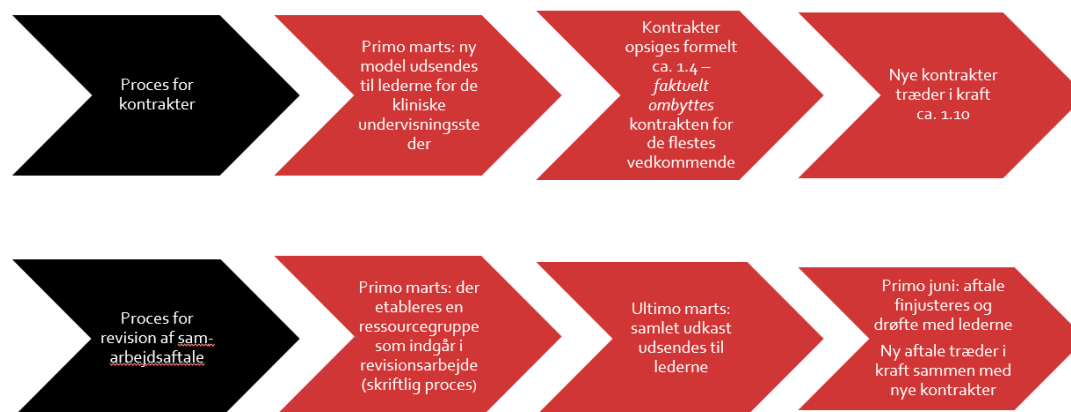 Proces for
kontrakter
Primo marts: ny
model udsendes
til lederne for de
kliniske
undervisningsste
der
Kontrakter
opsiges formelt
ca. 1.4 –
faktuelt
ombyttes
kontrakten for
de flestes
vedkommende
Nye kontrakter
træder i kraft
ca. 1.10
Proces for
revision af sam-
arbejdsaftale
Primo marts: der
etableres en
ressourcegruppe
som indgår i
revisionsarbejde
(skriftlig proces)
Ultimo marts:
samlet udkast
udsendes til
lederne
Primo juni: aftale
finjusteres og
drøfte med lederne
Ny aftale træder i
kraft sammen med
nye kontrakter